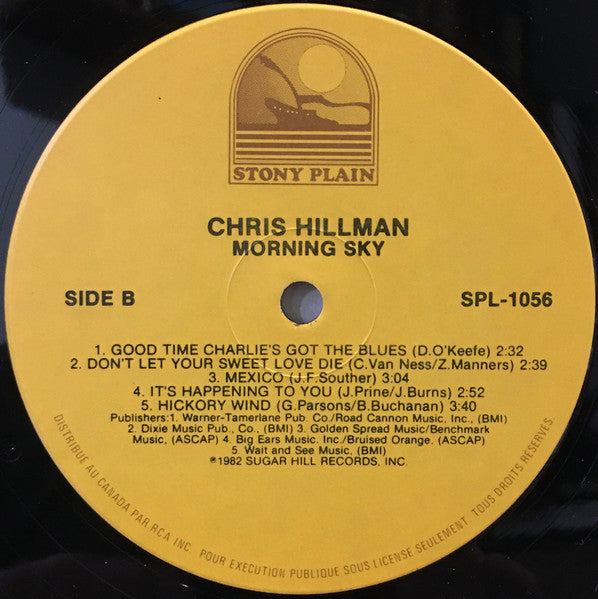 STONY PLAIN
CHRIS HILLMAN
MORNING SKY
SIDE B
SPL-1056
1. GOOD TIME CHARLIE'S GOT THE BLUES (D.O'Keefe) 2:32
2. DON'T LET YOUR SWEET LOVE DIE (C.Van Ness/Z.Manners) 2:39
3. MEXICO (J.F.Souther) 3:04
4. IT'S HAPPENING TO YOU (J.Prine/J.Burns) 2:52
5. HICKORY WIND (G.Parsons/B.Buchanan) 3:40
Publishers:1. Warner-Tamerlane Pub. Co./Road Cannon Music, Inc., (BMI)
2. Dixie Music Pub., Co., (BMI) 3. Golden Spread Music/Benchmark
Music, (ASCAP) 4. Big Ears Music. Inc./Bruised Orange. (ASCAP)
5. Wait and See Music, (BMI)
℗1982 SUGAR HILL RECORDS, INC.
DISTRIBUE AU CANADA PAR RCA INC. POUR EXECUTION PUBLIQUE SOUS LICENSE SEULEMENT TOUS DROITS RESERVES.